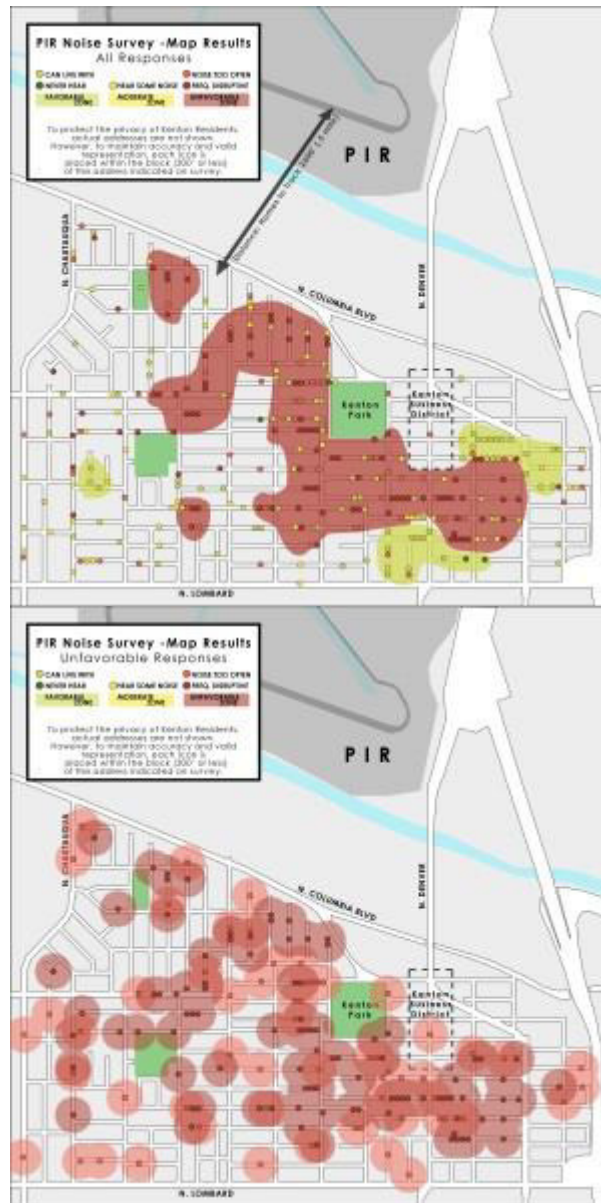 PIR Noise Survey -Map Results
All Responses
CAN LIVE WITH
NOISE TOO OFTEN
NEVER HEAR
HEAR SOME NOISE
FREQ. DISRUPTIVE
FAVORABLE ZONE
MODERATE ZONE
UNFAVORABLE ZONE
To protect the privacy of Kenton Residents
actual addresses are not shown.
However, to maintain accuracy and valid
representation, each icon is
placed within the block (200' or less)
of the address indicated on survey.
PIR
Distance: Homes to track
N. CHAUTAUQUA
N. COLUMBIA BLVD
N. DENVER
Kenton
Park
Kenton
Business
District
N. LOMBARD
PIR Noise Survey -Map Results
Unfavorable Responses
CAN LIVE WITH
NOISE TOO OFTEN
NEVER HEAR
HEAR SOME NOISE
FREQ. DISRUPTIVE
FAVORABLE ZONE
MODERATE ZONE
UNFAVORABLE ZONE
To protect the privacy of Kenton Residents
actual addresses are not shown.
However, to maintain accuracy and valid
representation, each icon is
placed within the block (200' or less)
of the address indicated on survey.
PIR
N. CHAUTAUQUA
N. COLUMBIA BLVD
N. DENVER
Kenton
Park
Kenton
Business
District
N. LOMBARD